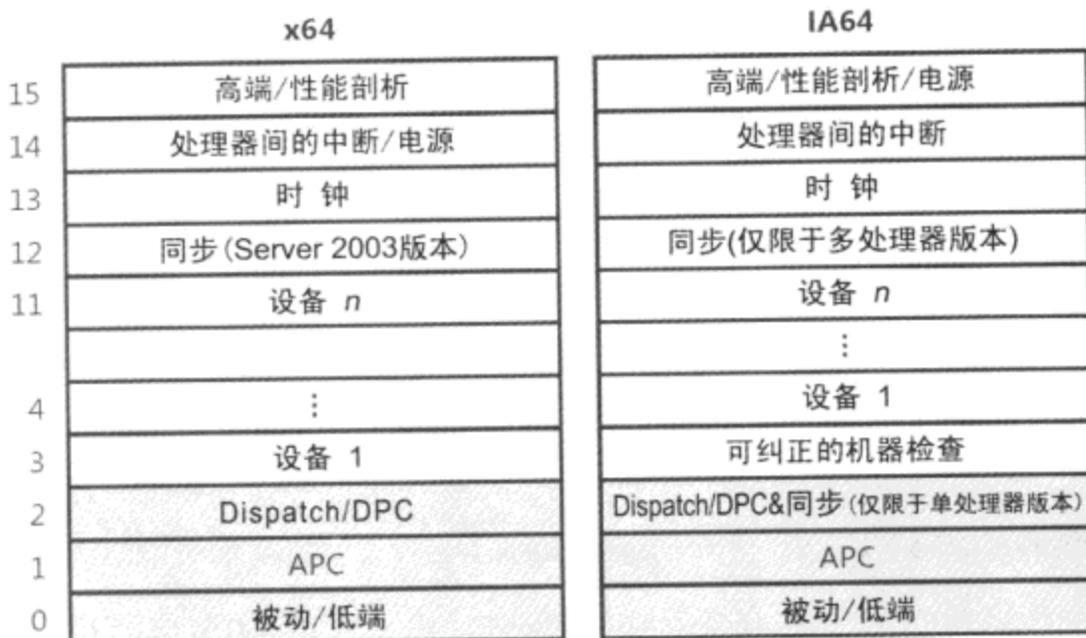 x64 IA64
15 高端/性能剖析 高端/性能剖析/电源
14 处理器间的中断/电源 处理器间的中断
13 时 钟 时 钟
12 同步(Server 2003版本) 同步(仅限于多处理器版本)
11 设备 n 设备 n
⋮
4 ⋮ 设备 1
3 设备 1 可纠正的机器检查
2 Dispatch/DPC Dispatch/DPC&同步(仅限于单处理器版本)
1 APC APC
0 被动/低端 被动/低端